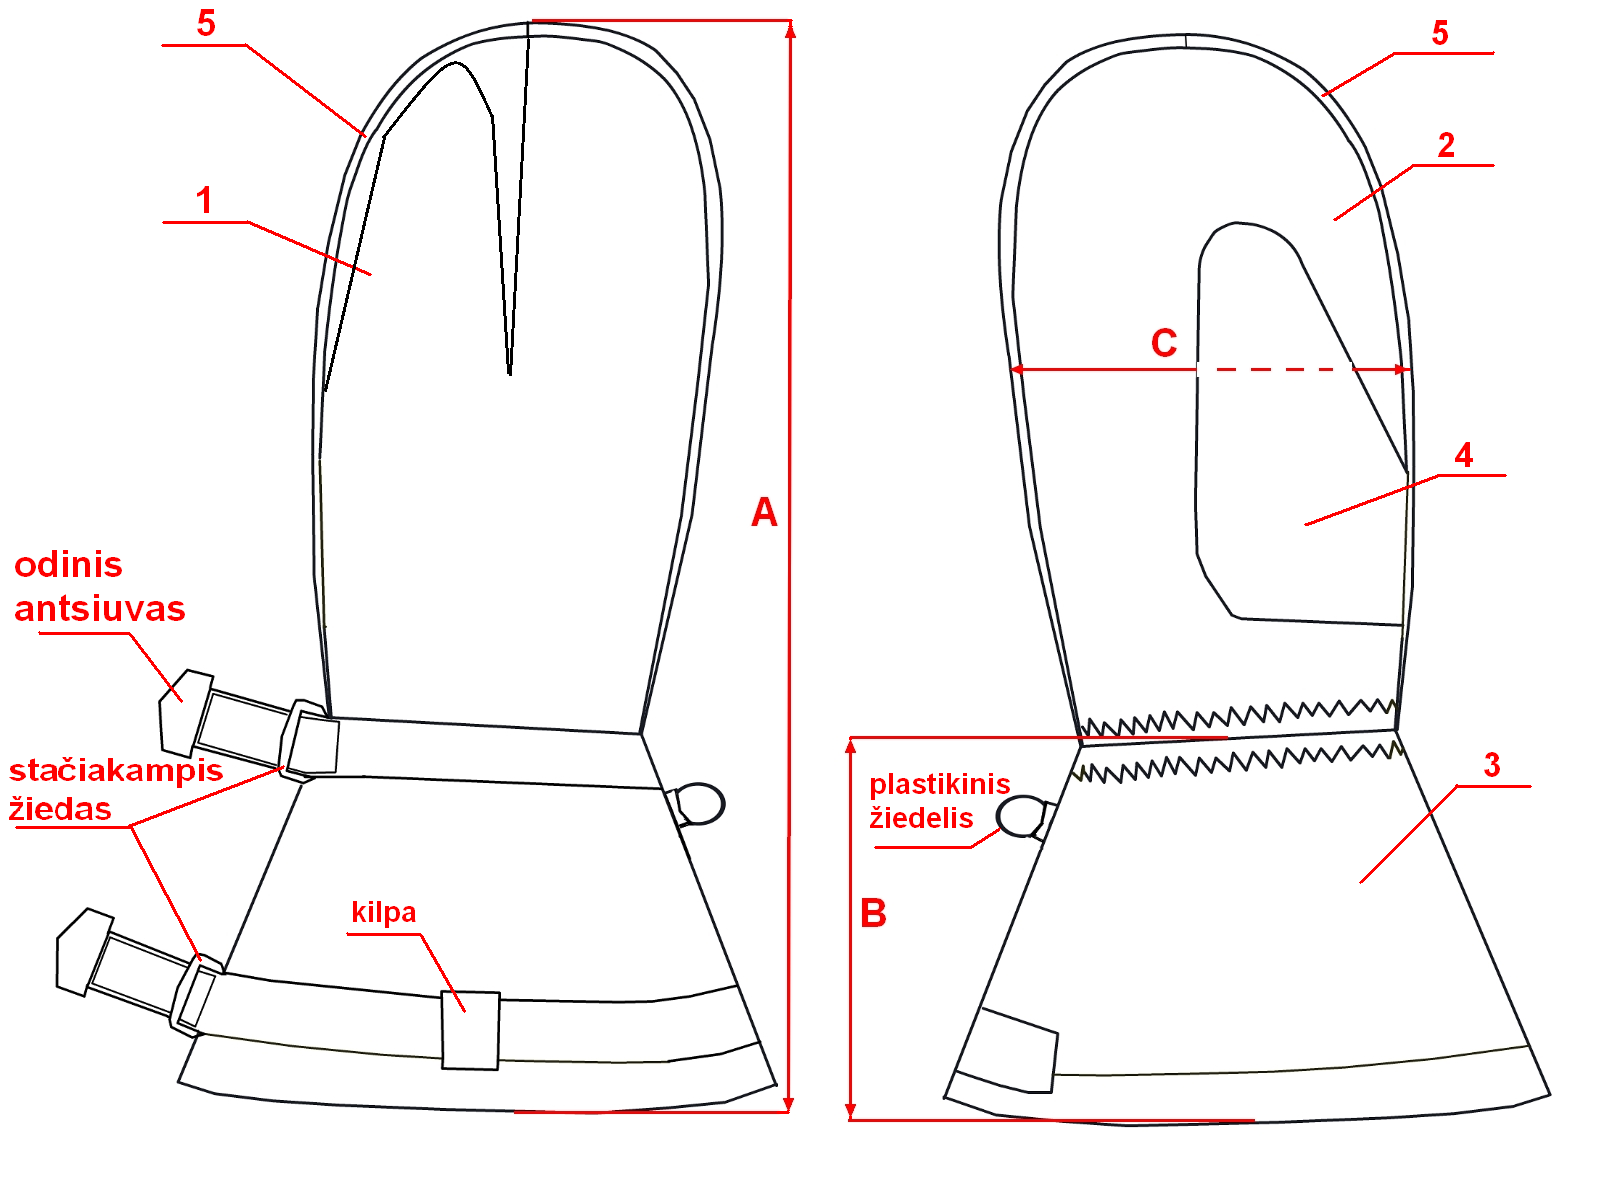 5
1
A
odinis
antsiuvas
stačiakampis
žiedas
kilpa
5
2
C
4
3
plastikinis
žiedelis
B